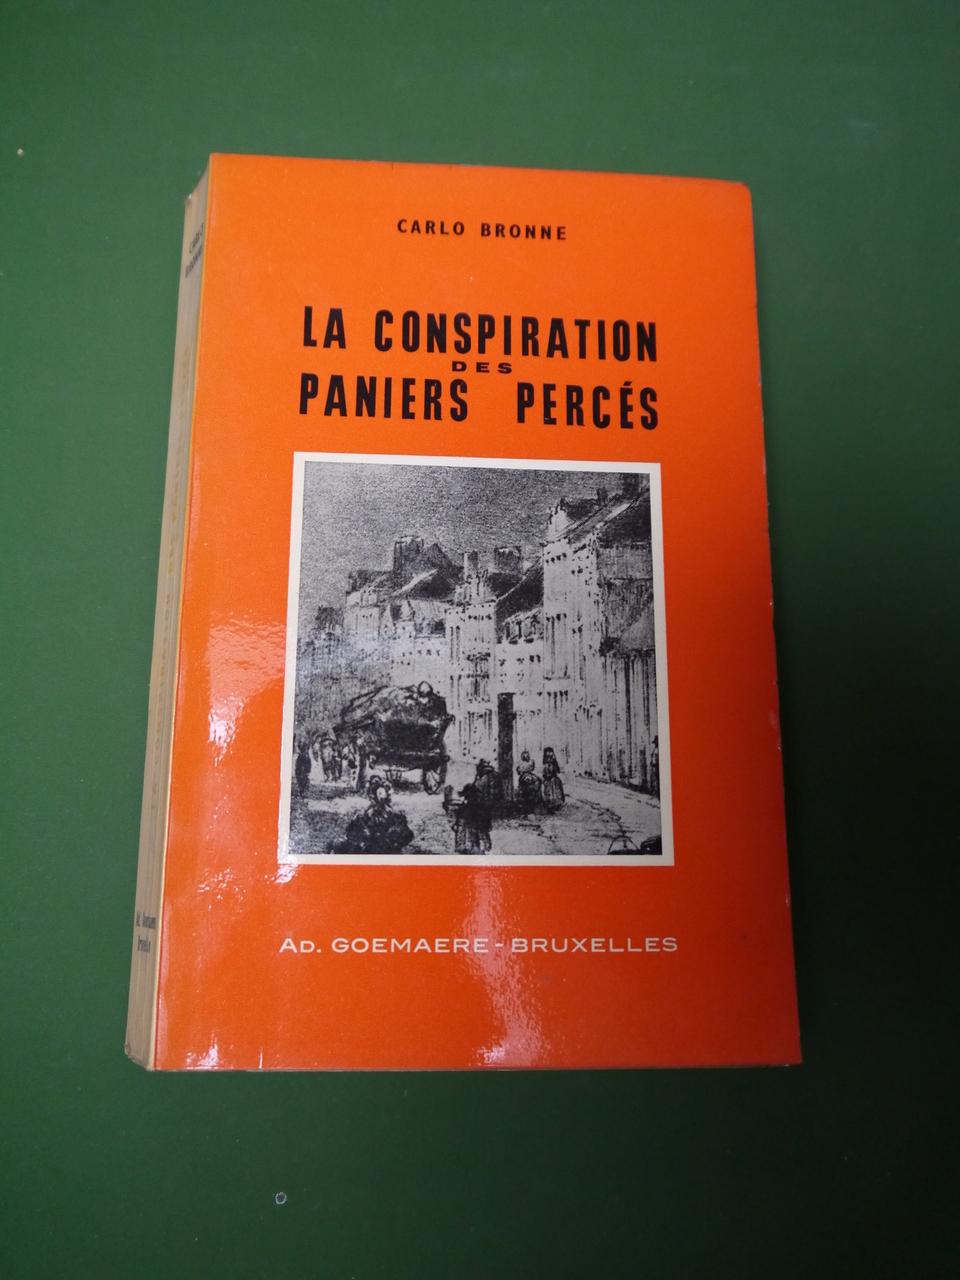 CARLO BRONNE
LA CONSPIRATION
DES
PANIERS PERCÉS
AD. GOEMAERE - BRUXELLES